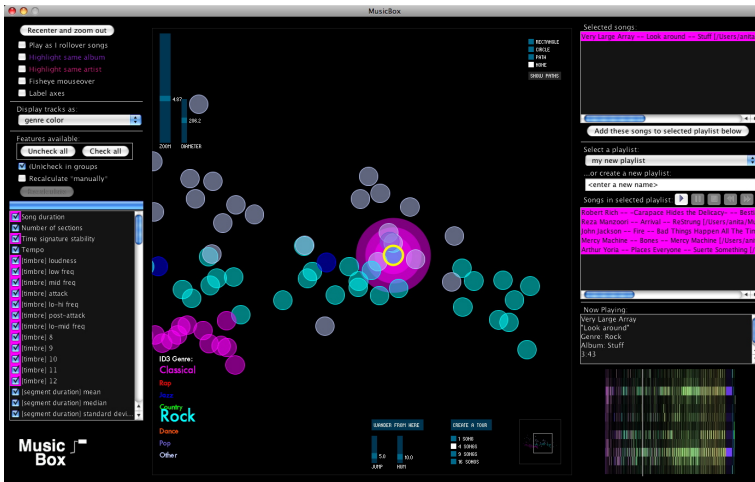 MusicBox
Recenter and zoom out
Play as I rollover songs
Highlight same album
Highlight same artist
Fisheye mouseover
Label axes
Display tracks as:
genre color
Features available:
Uncheck all
Check all
(Un)check in groups
Recalculate "manually"
Song duration
Number of sections
Time signature stability
Tempo
[timbre] loudness
[timbre] low freq
[timbre] mid freq
[timbre] attack
[timbre] lo-hi freq
[timbre] post-attack
[timbre] lo-mid freq
[timbre] 8
[timbre] 9
[timbre] 10
[timbre] 11
[timbre] 12
[segment duration] mean
[segment duration] median
[segment duration] standard devi...
Music
Box
4.87
208.2
ZOOM
DIAMETER
RECTANGLE
CIRCLE
PATH
NONE
SHOW PATHS
ID3 Genre:
Classical
Rap
Jazz
Country
Rock
Dance
Pop
Other
WANDER FROM HERE
5.0
10.0
JUMP
NUM
CREATE A TOUR
1 SONG
4 SONGS
9 SONGS
16 SONGS
Selected songs:
Very Large Array -- Look around -- Stuff [/Users/anita
Add these songs to selected playlist below
Select a playlist:
my new playlist
...or create a new playlist:
<enter a new name>
Songs in selected playlist:
Robert Rich -- -Carapace Hides the Delicacy- -- Besti
Reza Manzoori -- Arrival -- ReStrung [/Users/anita/Mu
John Jackson -- Fire -- Bad Things Happen All The Tim
Mercy Machine -- Bones -- Mercy Machine [/Users/ani
Arthur Yoria -- Places Everyone -- Suerte Something [/
Now Playing:
Very Large Array
"Look around"
Genre: Rock
Album: Stuff
3:43